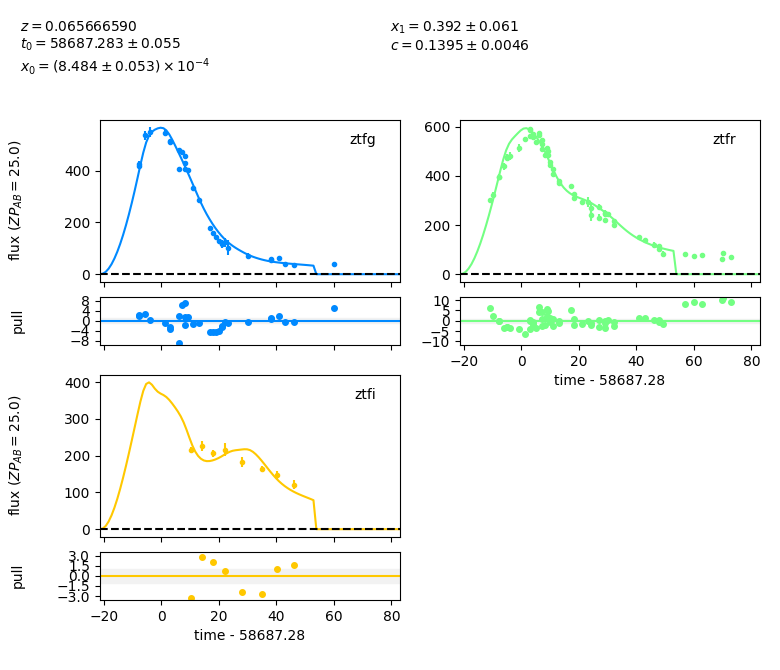 z = 0.065666590
t₀ = 58687.283 ± 0.055
x₀ = (8.484 ± 0.053) × 10⁻⁴
x₁ = 0.392 ± 0.061
c = 0.1395 ± 0.0046
flux (ZP_AB = 25.0)
400
200
0
ztfg
600
400
200
0
ztfr
pull
8
4
0
−4
−8
10
5
0
−5
−10
−20 0 20 40 60 80
time - 58687.28
flux (ZP_AB = 25.0)
400
300
200
100
0
ztfi
pull
3.0
1.5
0.0
−1.5
−3.0
−20 0 20 40 60 80
time - 58687.28